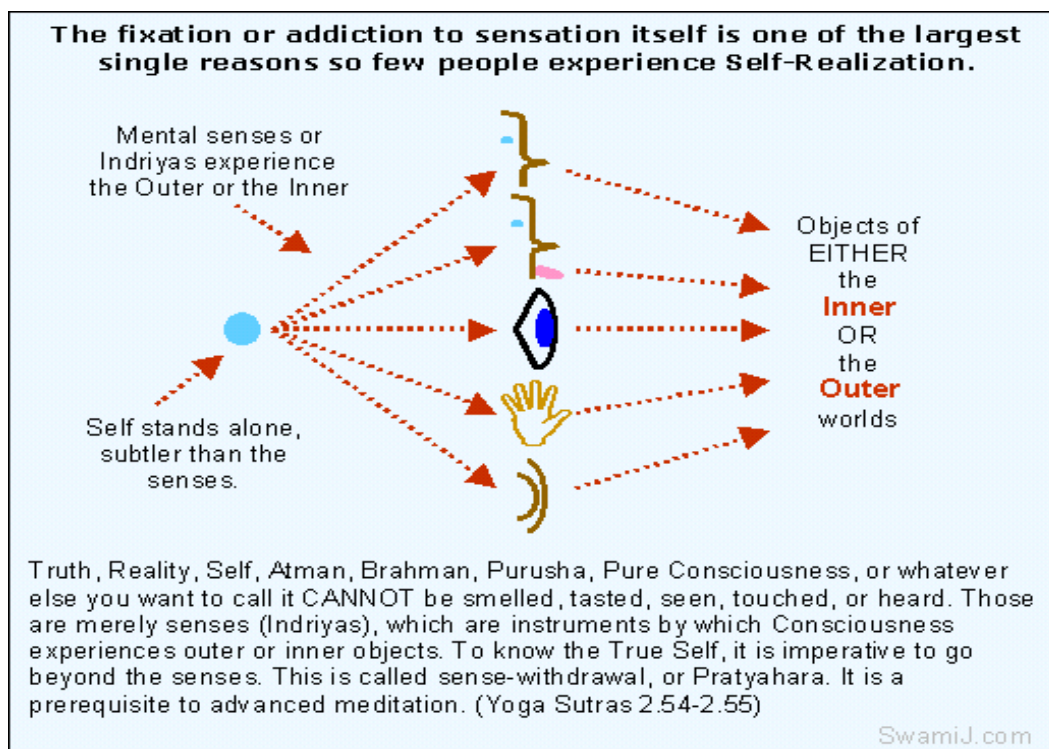 The fixation or addiction to sensation itself is one of the largest
single reasons so few people experience Self-Realization.
Mental senses or
Indriyas experience
the Outer or the Inner
Self stands alone,
subtler than the
senses.
Objects of
EITHER
the
Inner
OR
the
Outer
worlds
Truth, Reality, Self, Atman, Brahman, Purusha, Pure Consciousness, or whatever
else you want to call it CANNOT be smelled, tasted, seen, touched, or heard. Those
are merely senses (Indriyas), which are instruments by which Consciousness
experiences outer or inner objects. To know the True Self, it is imperative to go
beyond the senses. This is called sense-withdrawal, or Pratyahara. It is a
prerequisite to advanced meditation. (Yoga Sutras 2.54-2.55)
SwamiJ.com